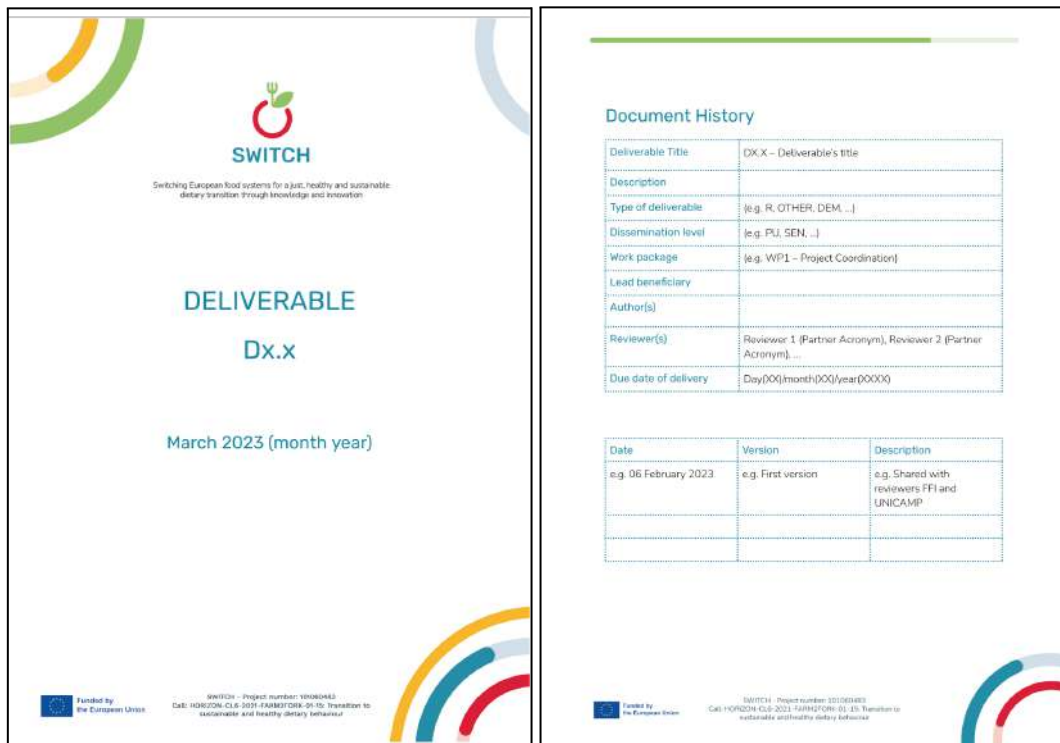 SWITCH
Switching European food systems for a just, healthy and sustainable
dietary transition through knowledge and innovation
DELIVERABLE
Dx.x
March 2023 (month year)
Funded by
the European Union
SWITCH - Project number: 101060483
Call: HORIZON-CL6-2021-FARM2FORK-01-15: Transition to
sustainable and healthy dietary behaviour
Document History
Deliverable Title DX.X – Deliverable's title
Description
Type of deliverable (e.g. R, OTHER, DEM, ...)
Dissemination level (e.g. PU, SEN, ...)
Work package (e.g. WP1 – Project Coordination)
Lead beneficiary
Author(s)
Reviewer(s) Reviewer 1 (Partner Acronym), Reviewer 2 (Partner
Acronym), ...
Due date of delivery Day(XX)/month(XX)/year(XXXX)
Date Version Description
e.g. 06 February 2023 e.g. First version e.g. Shared with
reviewers FFI and
UNICAMP
Funded by
the European Union
SWITCH - Project number: 101060483
Call: HORIZON-CL6-2021-FARM2FORK-01-15: Transition to
sustainable and healthy dietary behaviour